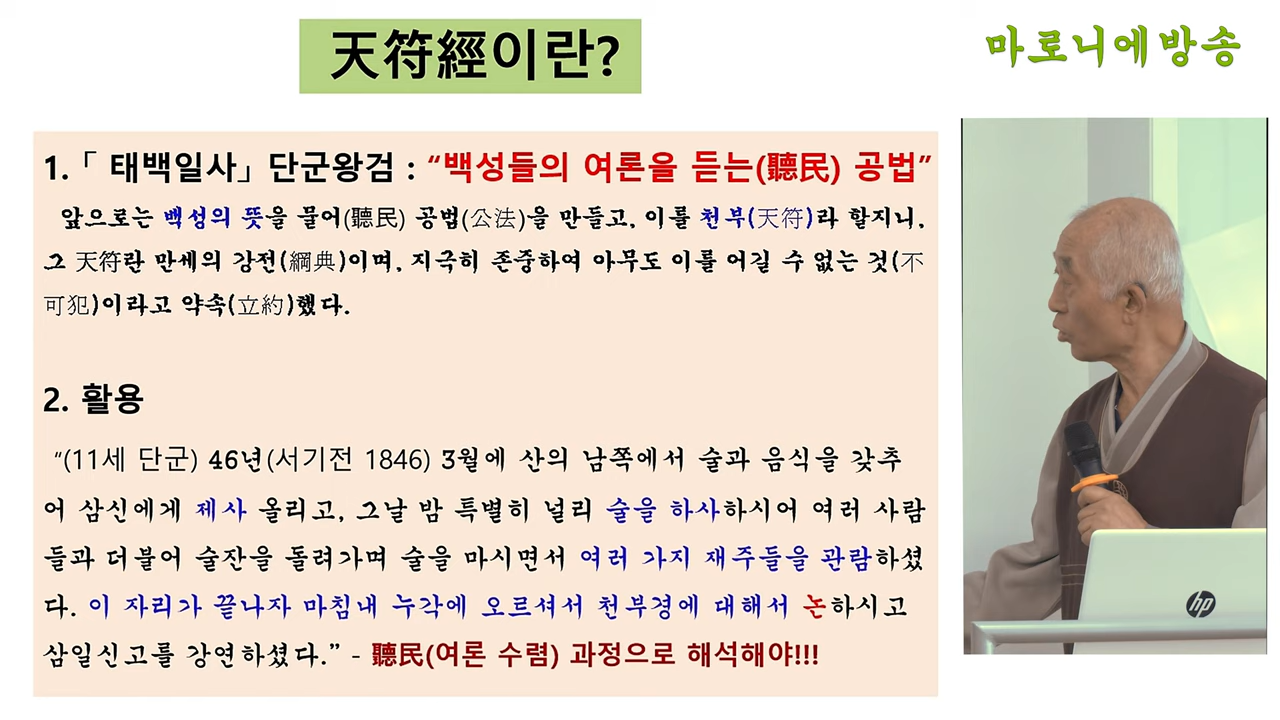 天符經이란?
마로니에방송
1.「 태백일사」 단군왕검 : “백성들의 여론을 듣는(聽民) 공법”
앞으로는 백성의 뜻을 물어(聽民) 공법(公法)을 만들고, 이를 천부(天符)라 할지니,
그 天符란 만세의 강전(綱典)이며, 지극히 존중하여 아무도 이를 어길 수 없는 것(不
可犯)이라고 약속(立約)했다.
2. 활용
“(11세 단군) 46년(서기전 1846) 3월에 산의 남쪽에서 술과 음식을 갖추
어 삼신에게 제사 올리고, 그날 밤 특별히 널리 술을 하사하시어 여러 사람
들과 더불어 술잔을 돌려가며 술을 마시면서 여러 가지 재주들을 관람하셨
다. 이 자리가 끝나자 마침내 누각에 오르셔서 천부경에 대해서 논하시고
삼일신고를 강연하셨다.” - 聽民(여론 수렴) 과정으로 해석해야!!!
hp